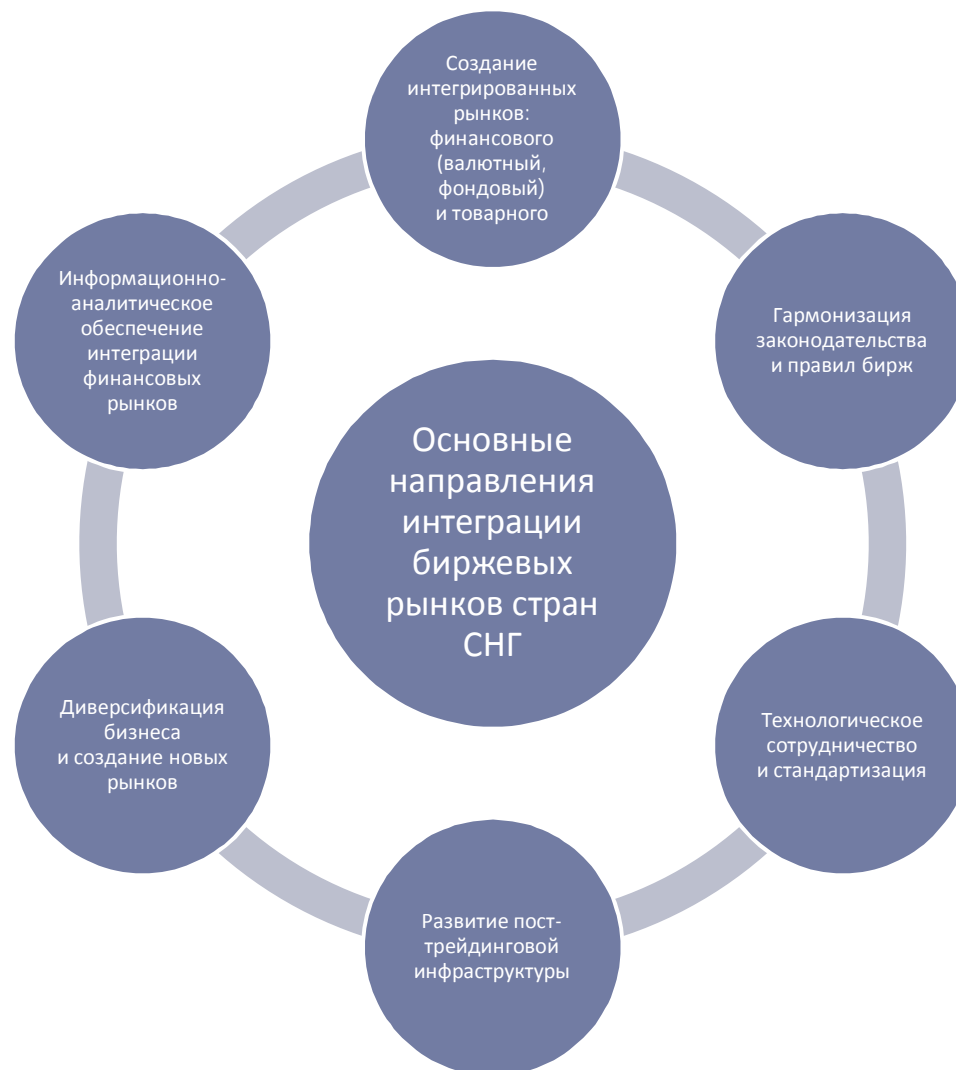 Создание
интегрированных
рынков:
финансового
(валютный,
фондовый)
и товарного
Гармонизация
законодательства
и правил бирж
Технологическое
сотрудничество
и стандартизация
Развитие пост-
трейдинговой
инфраструктуры
Диверсификация
бизнеса
и создание новых
рынков
Информационно-
аналитическое
обеспечение
интеграции
финансовых
рынков
Основные
направления
интеграции
биржевых
рынков стран
СНГ